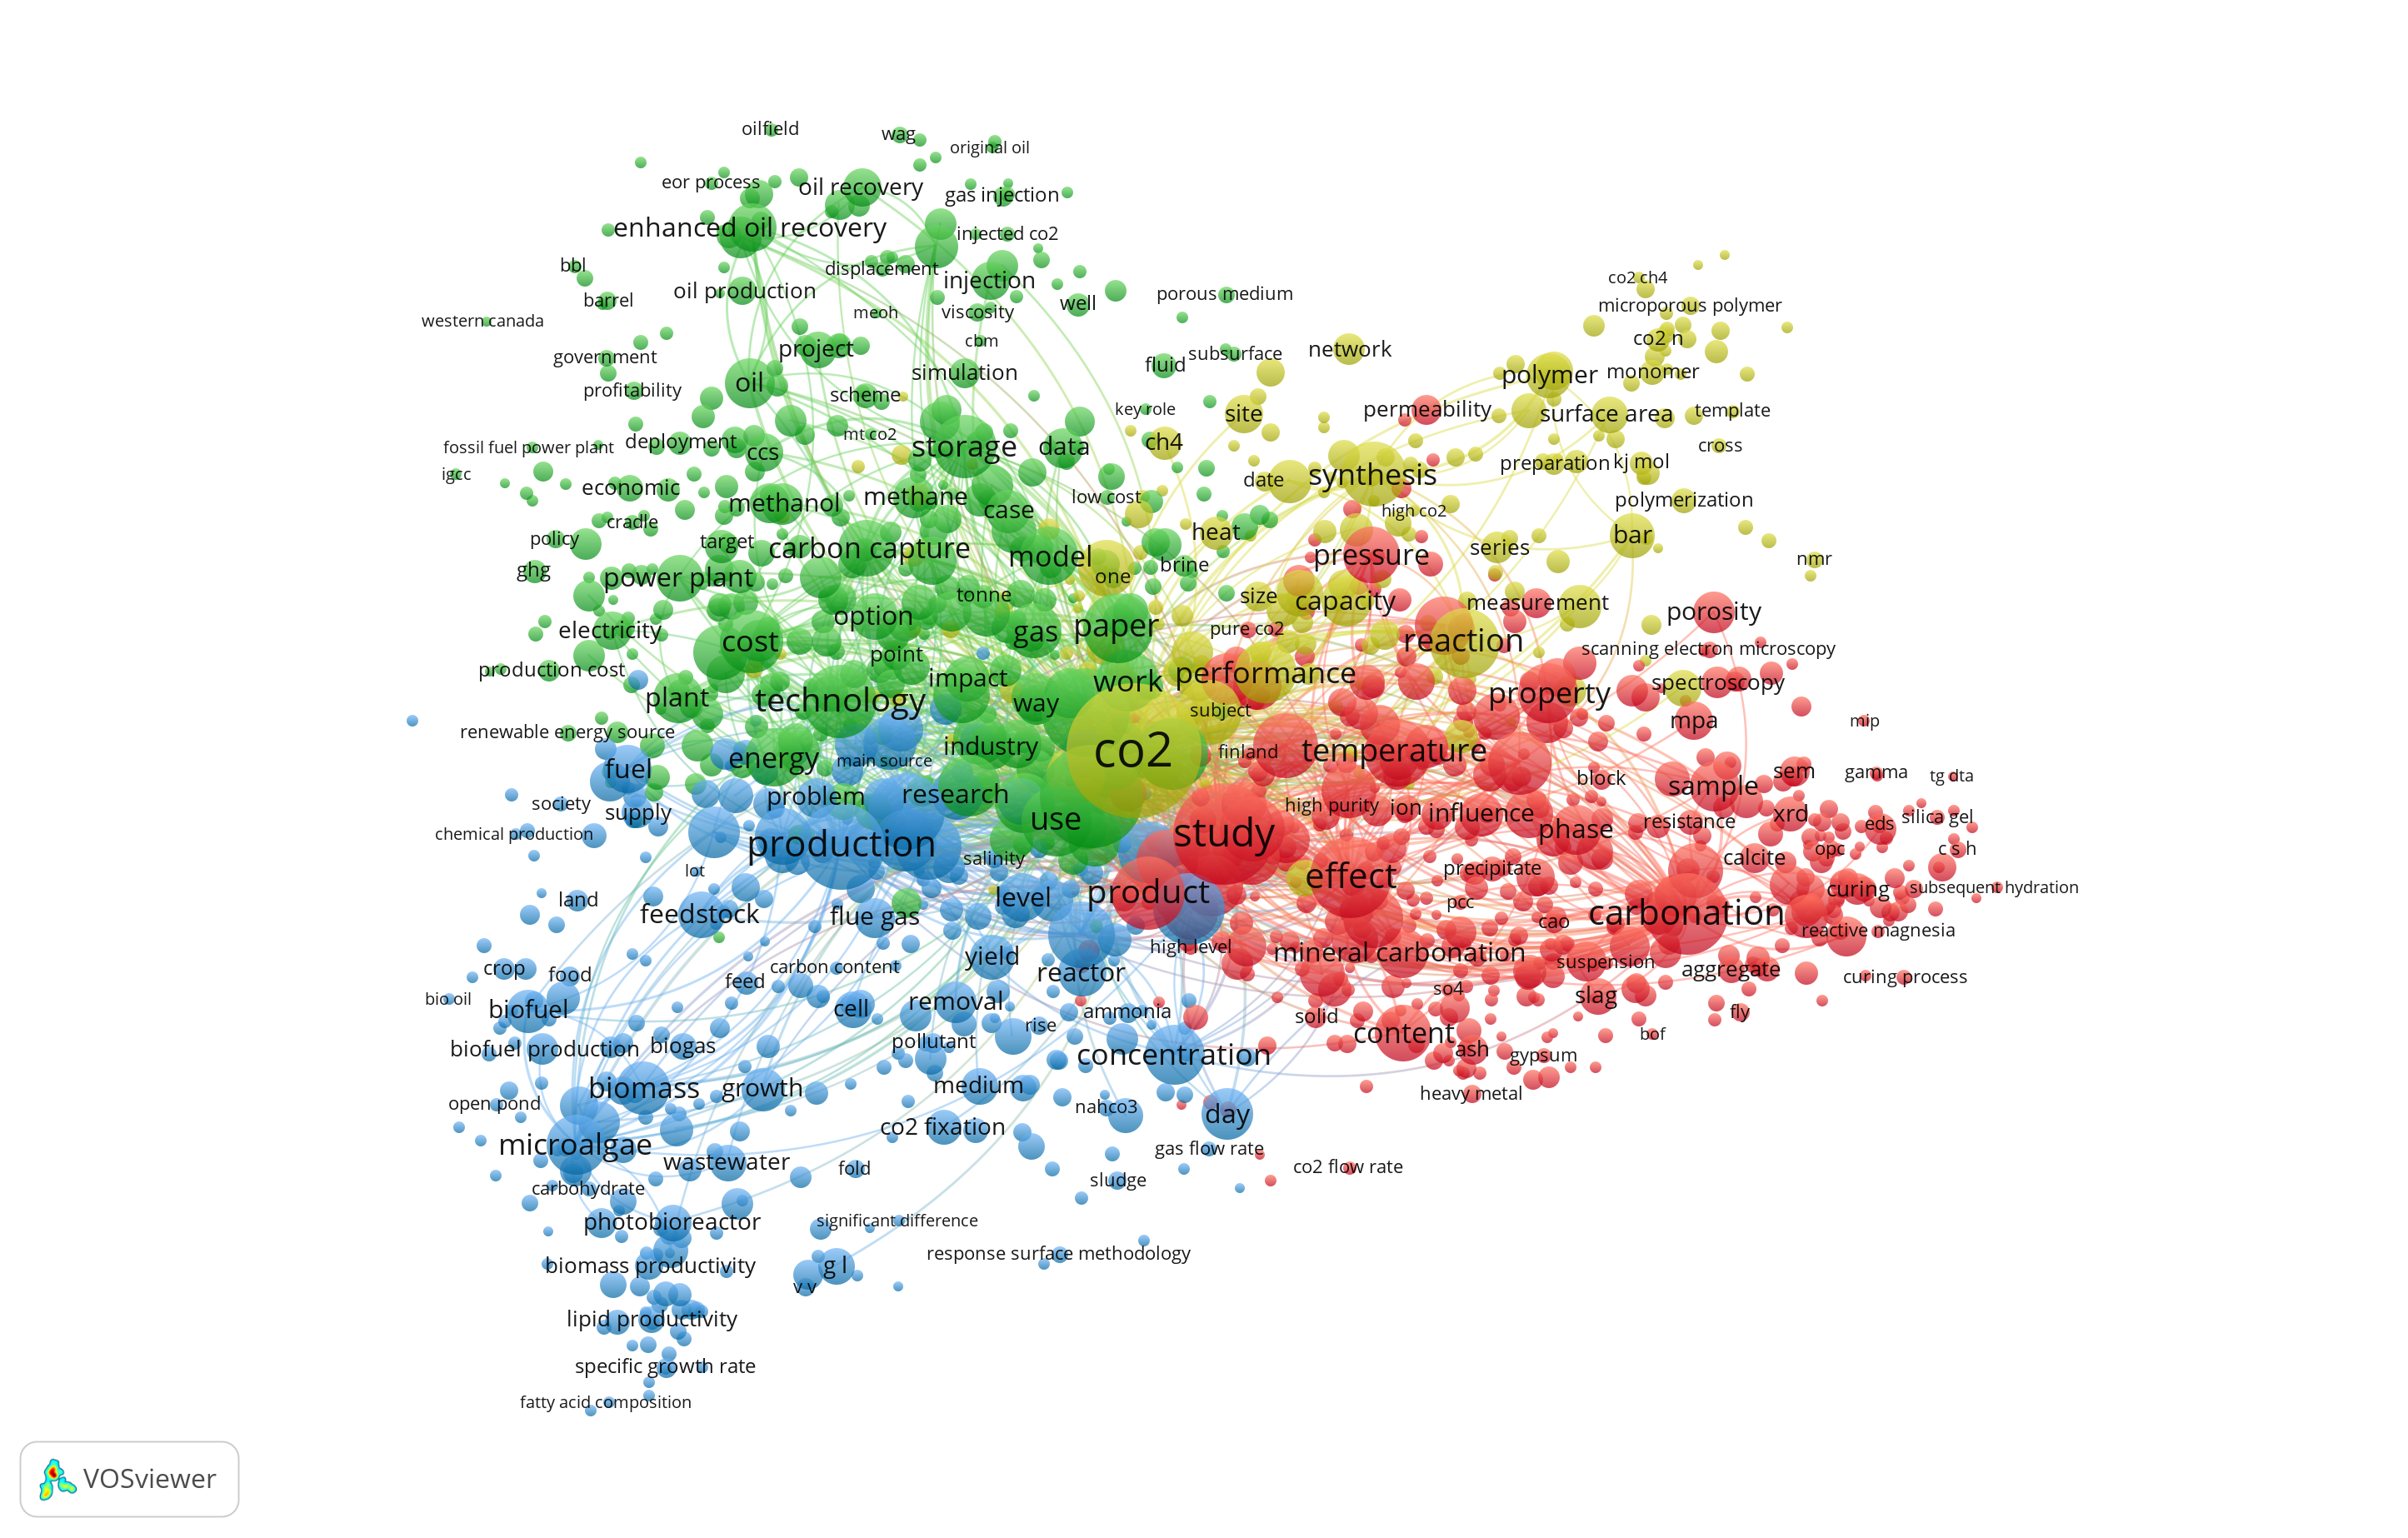 oilfield
wag
original oil
eor process
oil recovery
gas injection
enhanced oil recovery
injected co2
bbl
displacement
injection
co2 ch4
oil production
barrel
well
porous medium
microporous polymer
western canada
meoh
viscosity
co2 n
government
project
cbm
subsurface
network
profitability
oil
simulation
fluid
polymer
monomer
scheme
key role
site
permeability
surface area
template
fossil fuel power plant
deployment
mt co2
storage
data
ch4
cross
igcc
ccs
synthesis
preparation
kj mol
economic
methanol
methane
low cost
date
polymerization
cradle
case
high co2
policy
target
carbon capture
model
heat
pressure
series
bar
ghg
power plant
one
brine
nmr
tonne
size
capacity
measurement
electricity
option
gas
paper
pure co2
reaction
porosity
cost
point
scanning electron microscopy
production cost
plant
technology
impact
work
performance
property
spectroscopy
way
subject
mpa
mip
renewable energy source
industry
co2
finland
temperature
fuel
energy
main source
block
sem
gamma
tg dta
society
supply
problem
research
high purity
ion
influence
sample
chemical production
production
use
study
phase
resistance
xrd
eds
silica gel
lot
salinity
precipitate
calcite
opc
c s h
land
feedstock
flue gas
level
product
effect
pcc
cao
carbonation
curing
subsequent hydration
reactive magnesia
crop
food
feed
carbon content
yield
reactor
high level
mineral carbonation
suspension
aggregate
curing process
bio oil
biofuel
cell
removal
ammonia
so4
solid
slag
fly
biofuel production
biogas
pollutant
rise
concentration
content
ash
gypsum
bof
open pond
biomass
growth
medium
nahco3
day
heavy metal
microalgae
co2 fixation
gas flow rate
wastewater
fold
sludge
co2 flow rate
carbohydrate
photobioreactor
significant difference
response surface methodology
biomass productivity
g l
v v
lipid productivity
specific growth rate
fatty acid composition
VOSviewer